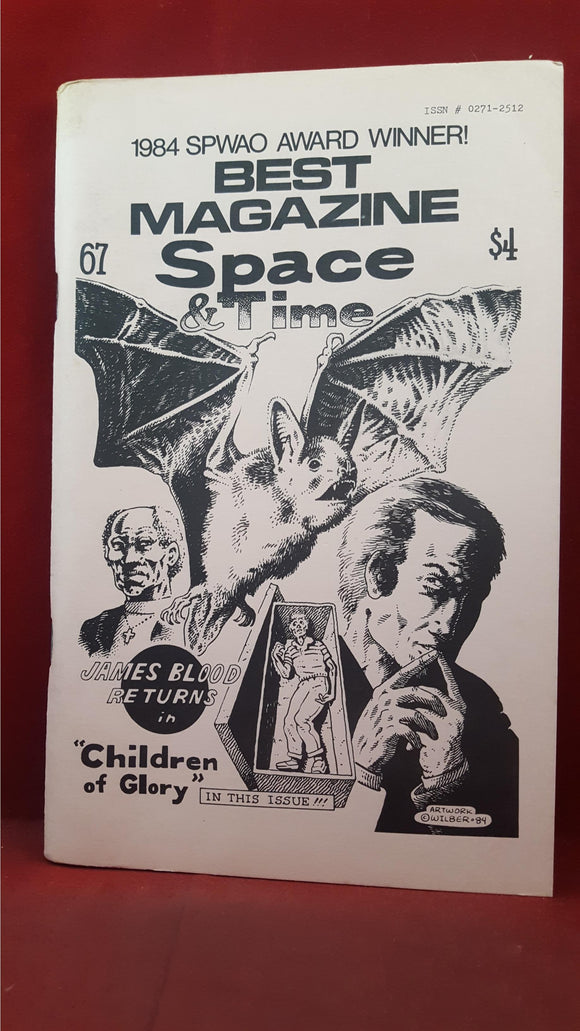 ISSN # 0271-2512
1984 SPWAO AWARD WINNER!
BEST
MAGAZINE
67
$4
Space
& Time
JAMES BLOOD
RETURNS
in
"Children
of Glory"
IN THIS ISSUE!!!
ARTWORK
©WILBER·84